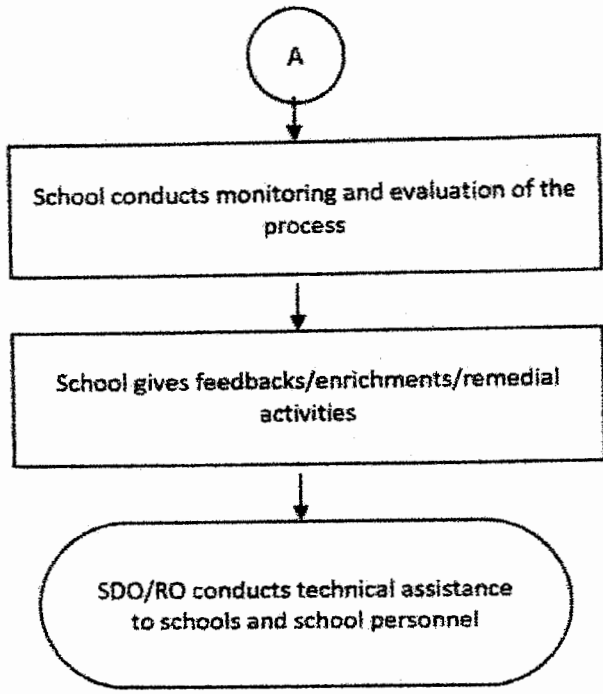 A
School conducts monitoring and evaluation of the
process
School gives feedbacks/enrichments/remedial
activities
SDO/RO conducts technical assistance
to schools and school personnel